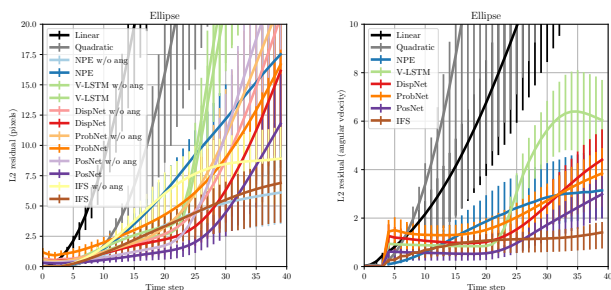 Ellipse
L2 residual (pixels)
20.0
17.5
15.0
12.5
10.0
7.5
5.0
2.5
0.0
Linear
Quadratic
NPE w/o ang
NPE
V-LSTM w/o ang
V-LSTM
DispNet w/o ang
DispNet
ProbNet w/o ang
ProbNet
PosNet w/o ang
PosNet
IFS w/o ang
IFS
0 5 10 15 20 25 30 35 40
Time step
Ellipse
L2 residual (angular velocity)
10
8
6
4
2
0
Linear
Quadratic
NPE
V-LSTM
DispNet
ProbNet
PosNet
IFS
0 5 10 15 20 25 30 35 40
Time step